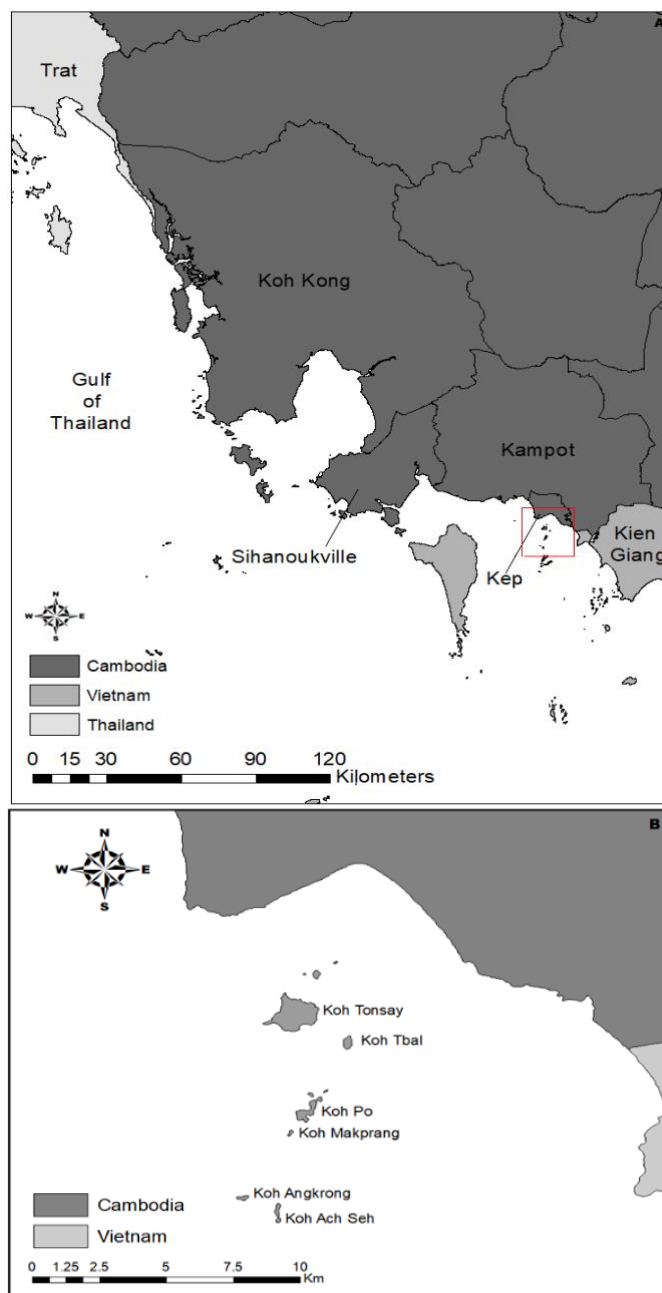 A
Trat
Koh Kong
Gulf
of
Thailand
Kampot
Kien
Giang
Sihanoukville
Kep
N
W E
S
Cambodia
Vietnam
Thailand
0 15 30 60 90 120
Kilometers
B
N
W E
S
Koh Tonsay
Koh Tbal
Koh Po
Koh Makprang
Koh Angkrong
Koh Ach Seh
Cambodia
Vietnam
0 1.25 2.5 5 7.5 10
Km